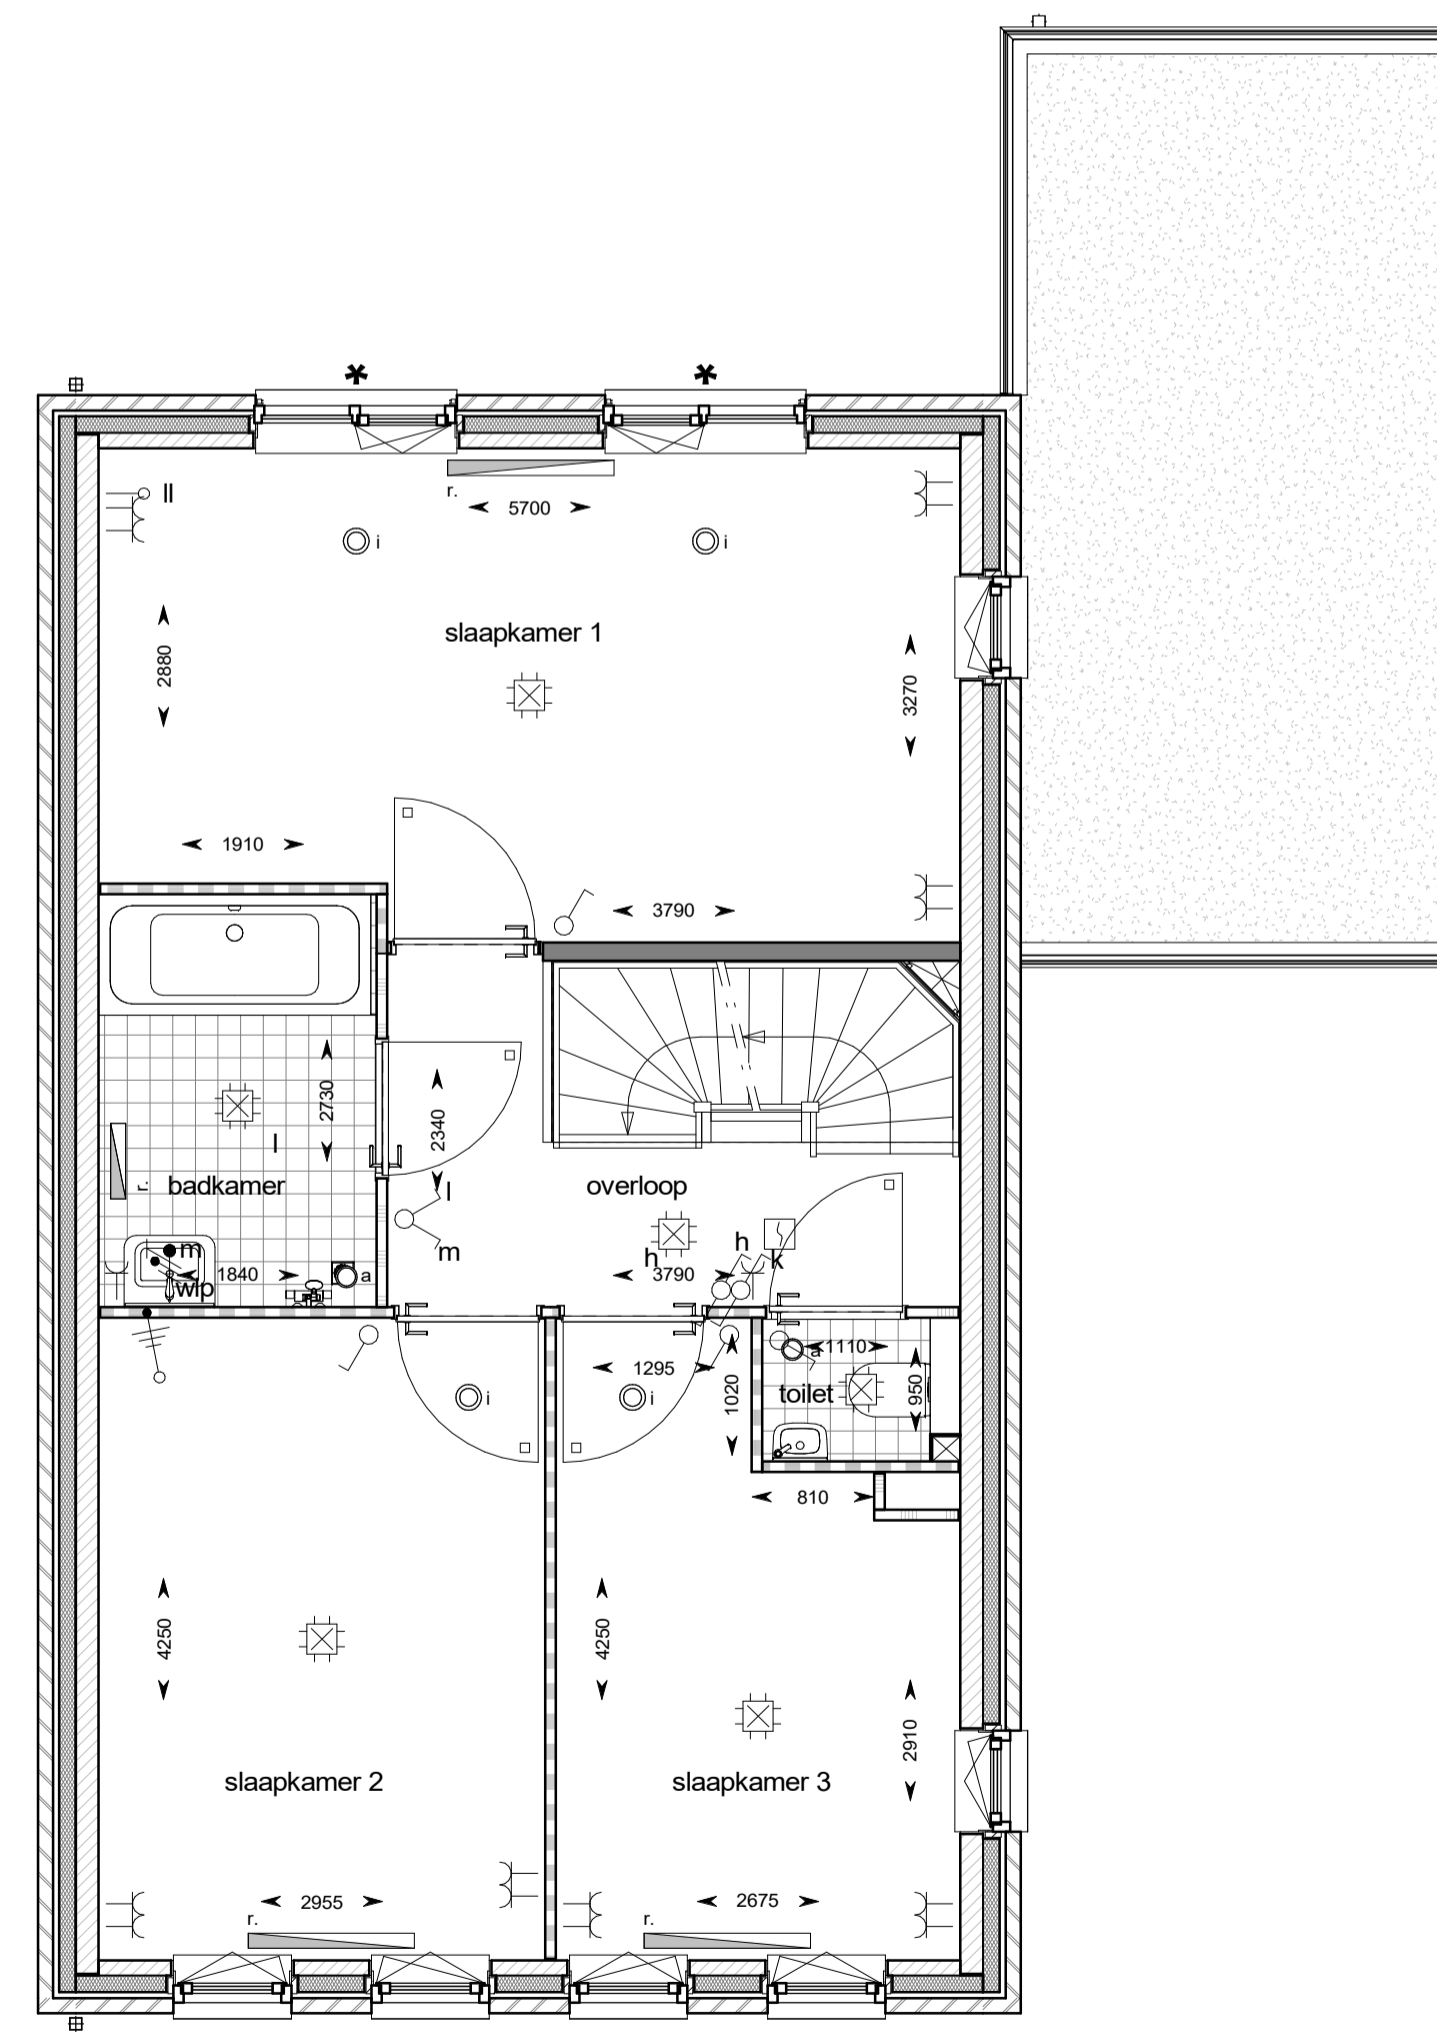 *
*
ll
r.
5700
i
i
slaapkamer 1
2880
3270
1910
3790
2730
2340
l
r.
badkamer
l
overloop
m
m
h
h
k
wlp
1840
a
3790
1295
1020
a
1110
i
i
toilet
950
810
4250
4250
2910
slaapkamer 2
slaapkamer 3
2955
2675
r.
r.